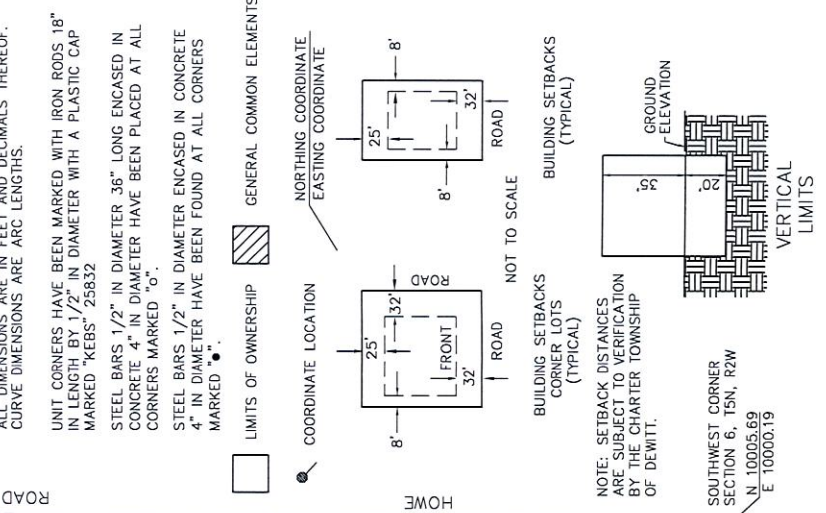 ALL DIMENSIONS ARE IN FEET AND DECIMALS THEREOF.
CURVE DIMENSIONS ARE ARC LENGTHS.
UNIT CORNERS HAVE BEEN MARKED WITH IRON RODS 18"
IN LENGTH BY 1/2" IN DIAMETER WITH A PLASTIC CAP
MARKED "KEBS" 25832
STEEL BARS 1/2" IN DIAMETER 36" LONG ENCASED IN
CONCRETE 4" IN DIAMETER HAVE BEEN PLACED AT ALL
CORNERS MARKED "o".
STEEL BARS 1/2" IN DIAMETER ENCASED IN CONCRETE
4" IN DIAMETER HAVE BEEN FOUND AT ALL CORNERS
MARKED "●".
LIMITS OF OWNERSHIP
GENERAL COMMON ELEMENTS
COORDINATE LOCATION
NORTHING COORDINATE
EASTING COORDINATE
25'
8'
32'
FRONT
32'
ROAD
ROAD
25'
8'
8'
32'
ROAD
NOT TO SCALE
BUILDING SETBACKS
CORNER LOTS
(TYPICAL)
BUILDING SETBACKS
(TYPICAL)
NOTE: SETBACK DISTANCES
ARE SUBJECT TO VERIFICATION
BY THE CHARTER TOWNSHIP
OF DEWITT.
GROUND
ELEVATION
35'
20'
VERTICAL
LIMITS
SOUTHWEST CORNER
SECTION 6, T5N, R2W
N 10005.69
E 10000.19
HOWE
ROAD